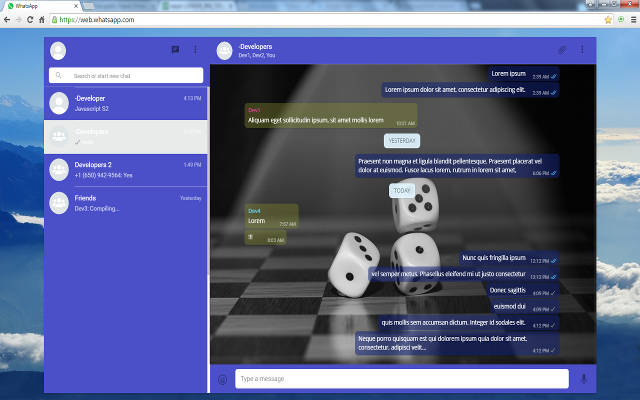 WhatsApp
https://web.whatsapp.com
Search or start new chat
-Developer
4:13 PM
Javascript S2
-Developers
Developers 2
1:49 PM
+1 (650) 942-9564: Yes
Friends
Yesterday
Dev3: Compiling...
-Developers
Dev1, Dev2, You
Lorem ipsum
2:39 AM
Lorem ipsum dolor sit amet, consectetur adipiscing elit.
2:39 AM
Dev1
Aliquam eget sollicitudin ipsum, sit amet mollis lorem
10:01 AM
YESTERDAY
Praesent non magna et ligula blandit pellentesque. Praesent placerat vel
dolor at euismod. Fusce lacus lorem, rutrum in lorem sit amet,
6:06 PM
TODAY
Dev4
Lorem
7:57 AM
8:03 AM
Nunc quis fringilla ipsum
12:12 PM
vel semper metus. Phasellus eleifend mi ut justo consectetur
12:13 PM
Donec sagittis
4:09 PM
euismod dui
4:09 PM
quis mollis sem accumsan dictum. Integer id sodales elit.
4:12 PM
Neque porro quisquam est qui dolorem ipsum quia dolor sit amet,
consectetur, adipisci velit...
4:12 PM
Type a message